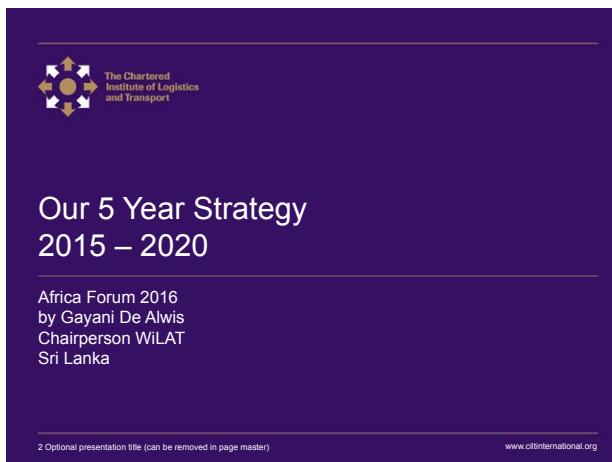 The Chartered
Institute of Logistics
and Transport
Our 5 Year Strategy
2015 – 2020
Africa Forum 2016
by Gayani De Alwis
Chairperson WiLAT
Sri Lanka
2 Optional presentation title (can be removed in page master)
www.ciltinternational.org